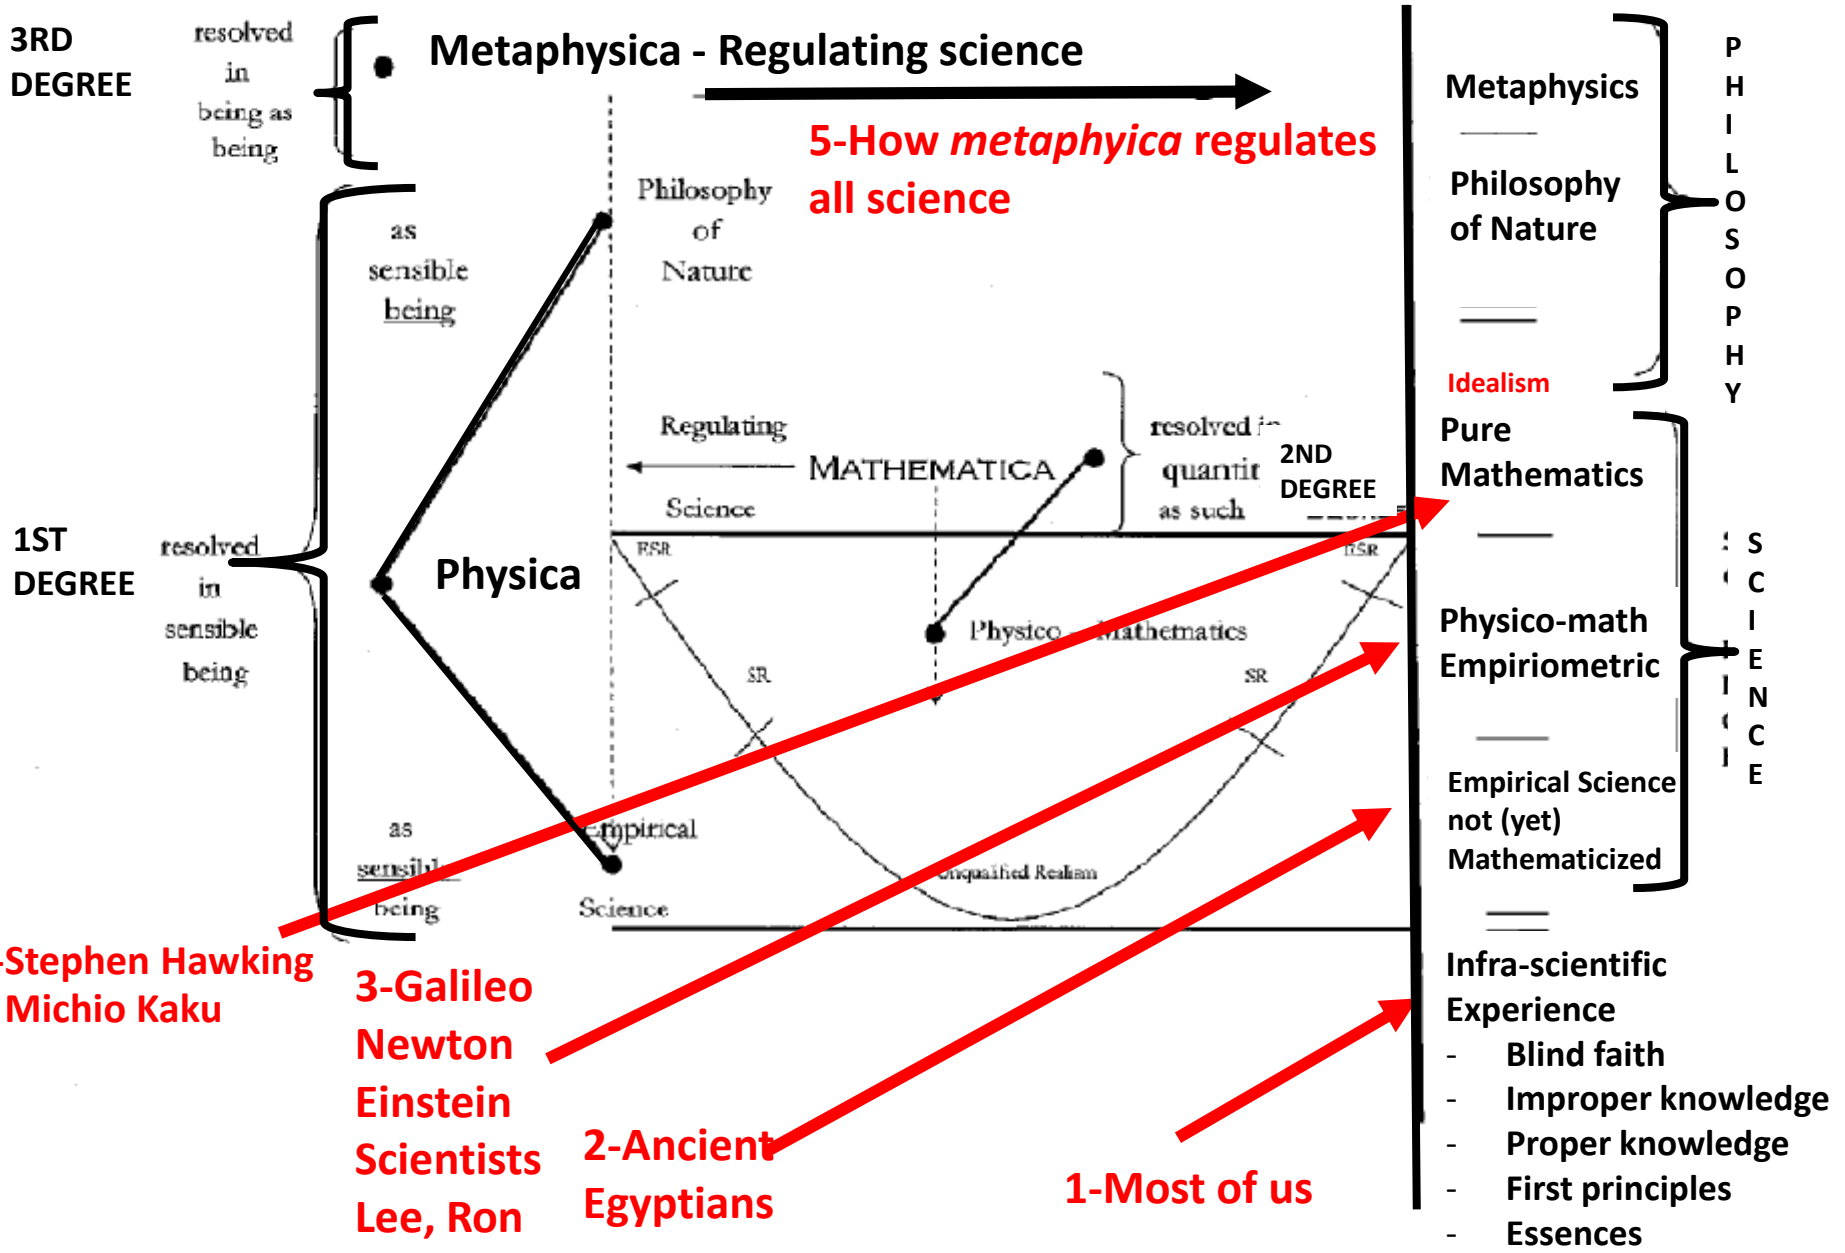 3RD
DEGREE
resolved
in
being as
being
Metaphysica - Regulating science
5-How metaphyica regulates
all science
Metaphysics
Philosophy
of Nature
Idealism
PHILOSOPHY
as
sensible
being
Philosophy
of
Nature
Regulating
MATHEMATICA
Science
resolved in
quantit
as such
2ND
DEGREE
Pure
Mathematics
1ST
DEGREE
resolved
in
sensible
being
Physica
ESR
ESR
SR
SR
Physico - Mathematics
Physico-math
Empiriometric
SCIENCE
Empirical Science
not (yet)
Mathematicized
as
sensible
being
Empirical
Science
Unqualified Realism
Infra-scientific
Experience
- Blind faith
- Improper knowledge
- Proper knowledge
- First principles
- Essences
-Stephen Hawking
Michio Kaku
3-Galileo
Newton
Einstein
Scientists
Lee, Ron
2-Ancient
Egyptians
1-Most of us